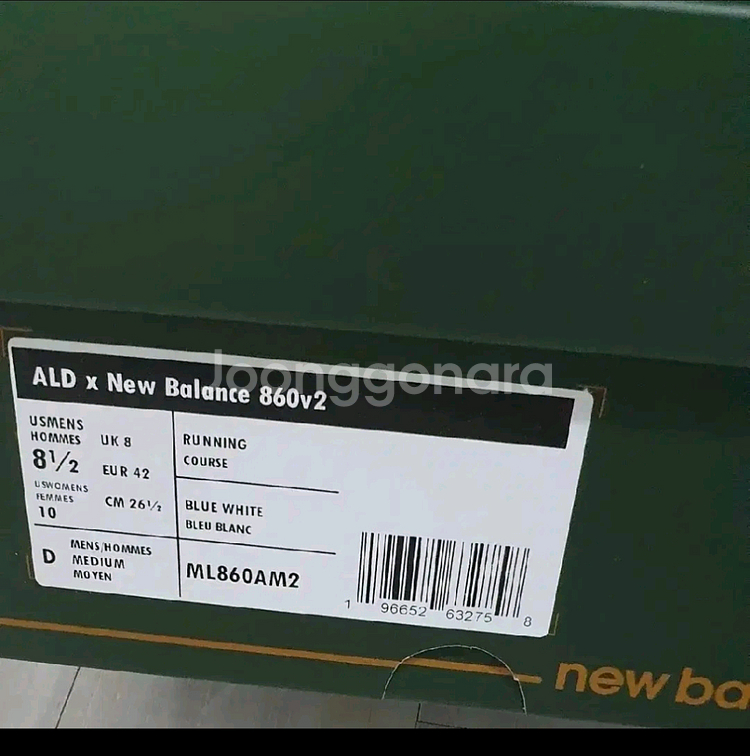 Joonggonara
ALD x New Balance 860v2
USMENS
HOMMES
8½
USWOMENS
FEMMES
10
UK 8
EUR 42
CM 26½
RUNNING
COURSE
BLUE WHITE
BLEU BLANC
D
MENS/HOMMES
MEDIUM
MOYEN
ML860AM2
1 96652 63275 8
new ba